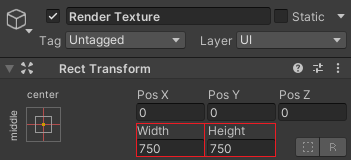 Render Texture Static
Tag Untagged Layer UI
Rect Transform
center Pos X Pos Y Pos Z
middle 0 0 0
Width Height
750 750 R